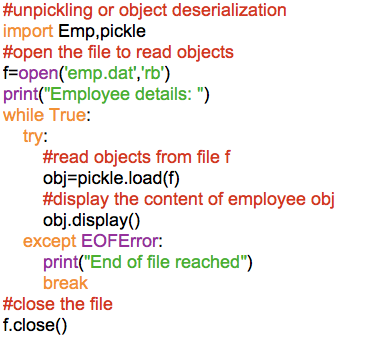 #unpickling or object deserialization
import Emp,pickle
#open the file to read objects
f=open('emp.dat','rb')
print("Employee details: ")
while True:
    try:
        #read objects from file f
        obj=pickle.load(f)
        #display the content of employee obj
        obj.display()
    except EOFError:
        print("End of file reached")
        break
#close the file
f.close()